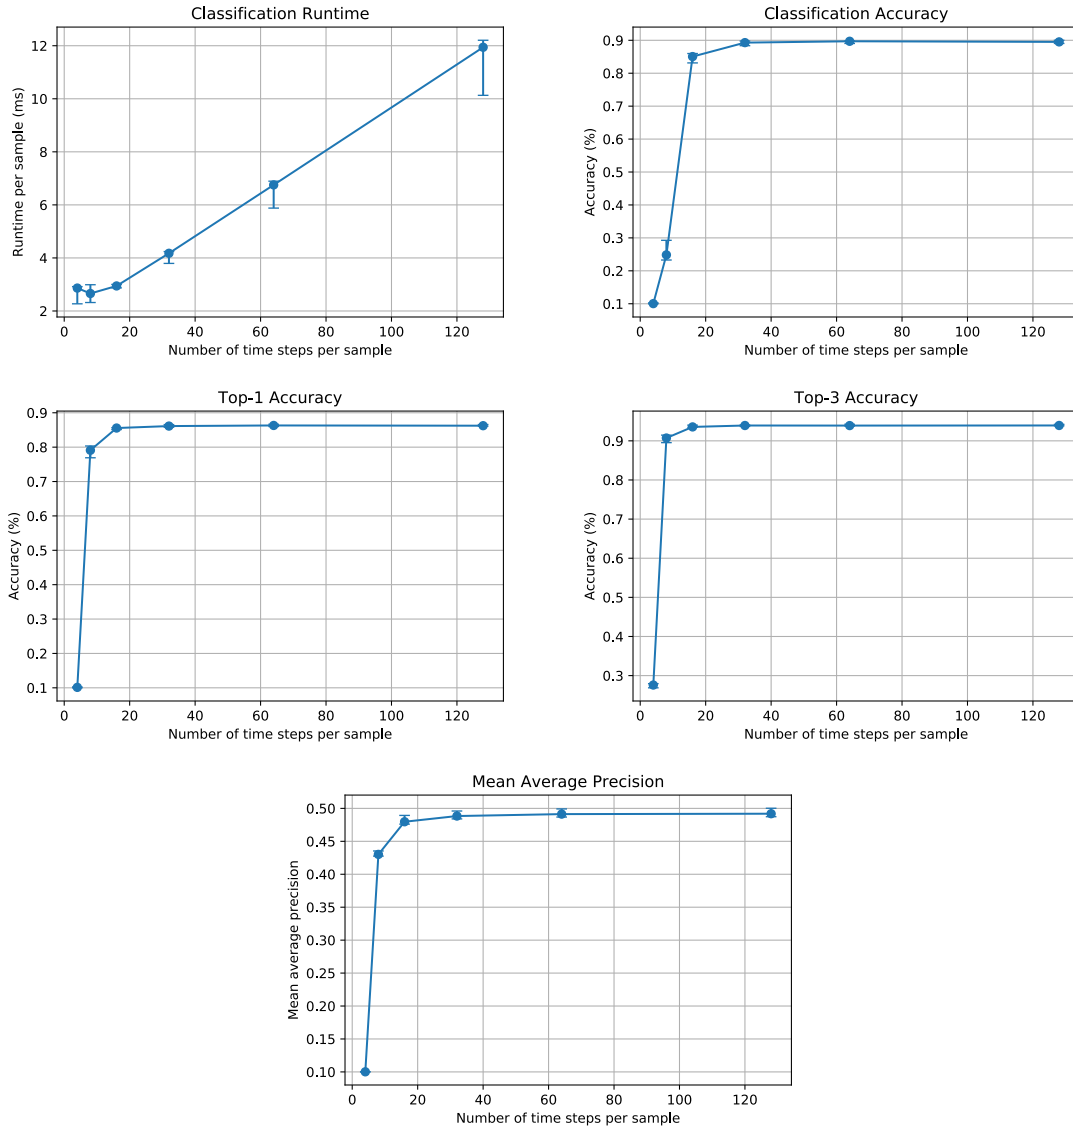 Classification Runtime
Runtime per sample (ms)
12
10
8
6
4
2
0 20 40 60 80 100 120
Number of time steps per sample
Classification Accuracy
Accuracy (%)
0.9
0.8
0.7
0.6
0.5
0.4
0.3
0.2
0.1
0 20 40 60 80 100 120
Number of time steps per sample
Top-1 Accuracy
Accuracy (%)
0.9
0.8
0.7
0.6
0.5
0.4
0.3
0.2
0.1
0 20 40 60 80 100 120
Number of time steps per sample
Top-3 Accuracy
Accuracy (%)
0.9
0.8
0.7
0.6
0.5
0.4
0.3
0 20 40 60 80 100 120
Number of time steps per sample
Mean Average Precision
Mean average precision
0.50
0.45
0.40
0.35
0.30
0.25
0.20
0.15
0.10
0 20 40 60 80 100 120
Number of time steps per sample